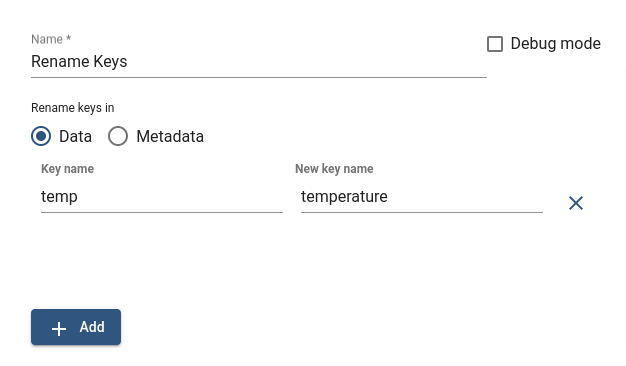 Name *
Rename Keys
Debug mode
Rename keys in
Data
Metadata
Key name
New key name
temp
temperature
Add